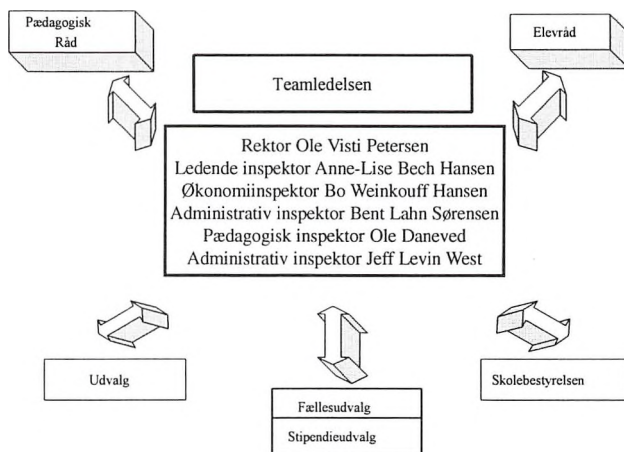 Pædagogisk
Råd
Elevråd
Teamledelsen
Rektor Ole Visti Petersen
Ledende inspektor Anne-Lise Bech Hansen
Økonomiinspektor Bo Weinkouff Hansen
Administrativ inspektor Bent Lahn Sørensen
Pædagogisk inspektor Ole Daneved
Administrativ inspektor Jeff Levin West
Udvalg
Fællesudvalg
Stipendieudvalg
Skolebestyrelsen